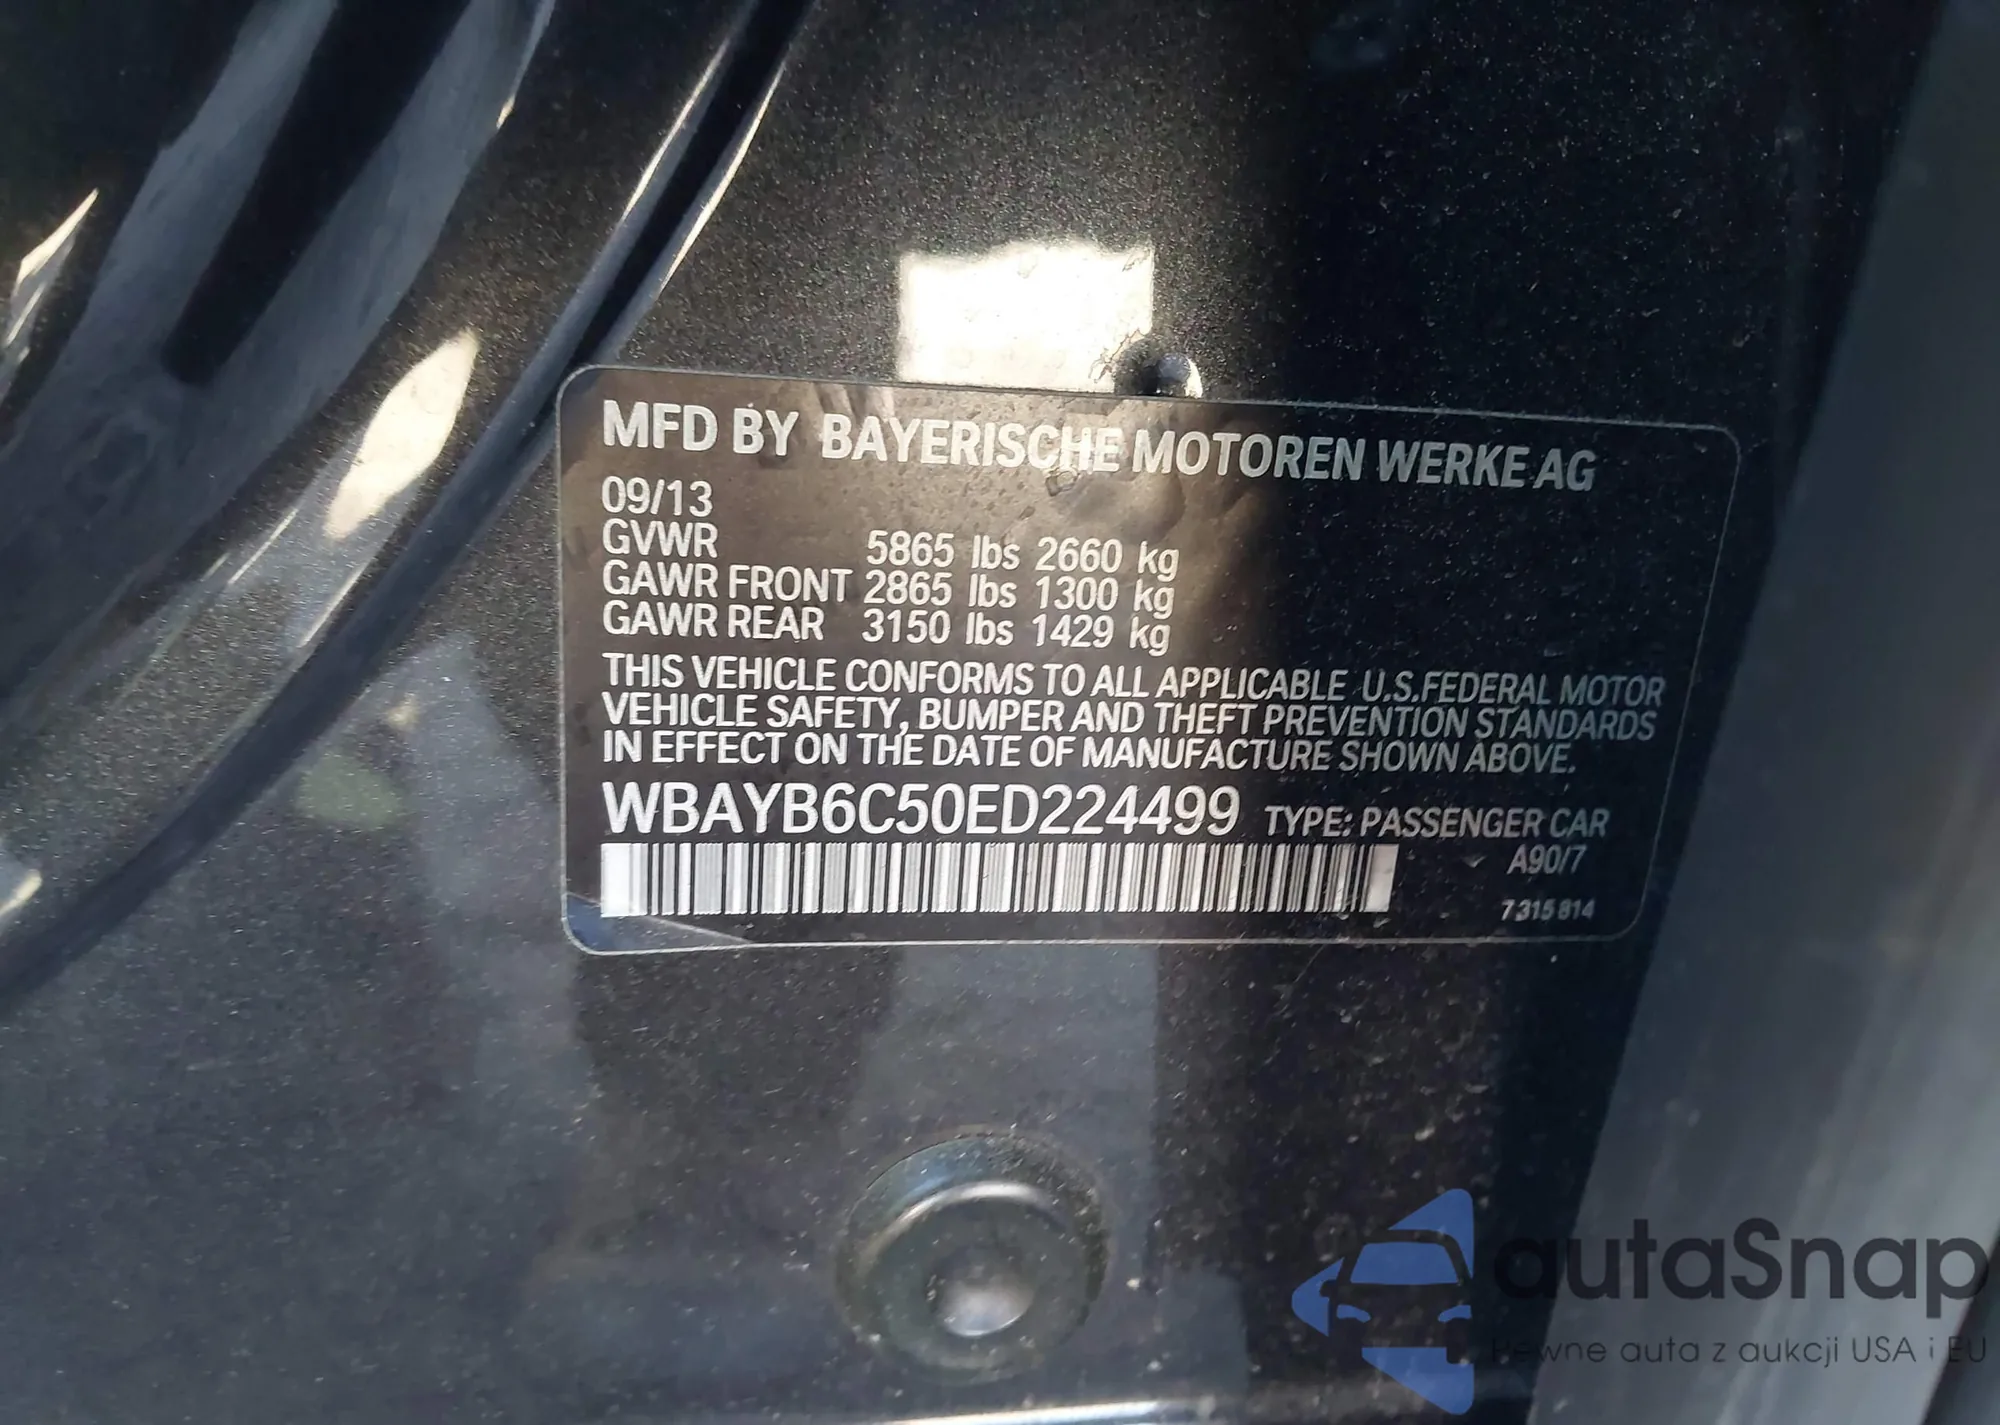 MFD BY BAYERISCHE MOTOREN WERKE AG
09/13
GVWR 5865 lbs 2660 kg
GAWR FRONT 2865 lbs 1300 kg
GAWR REAR 3150 lbs 1429 kg
THIS VEHICLE CONFORMS TO ALL APPLICABLE U.S.FEDERAL MOTOR
VEHICLE SAFETY, BUMPER AND THEFT PREVENTION STANDARDS
IN EFFECT ON THE DATE OF MANUFACTURE SHOWN ABOVE.
WBAYB6C50ED224499 TYPE: PASSENGER CAR
A90/7
7315814
autaSnap
Pewne auta z aukcji USA i EU